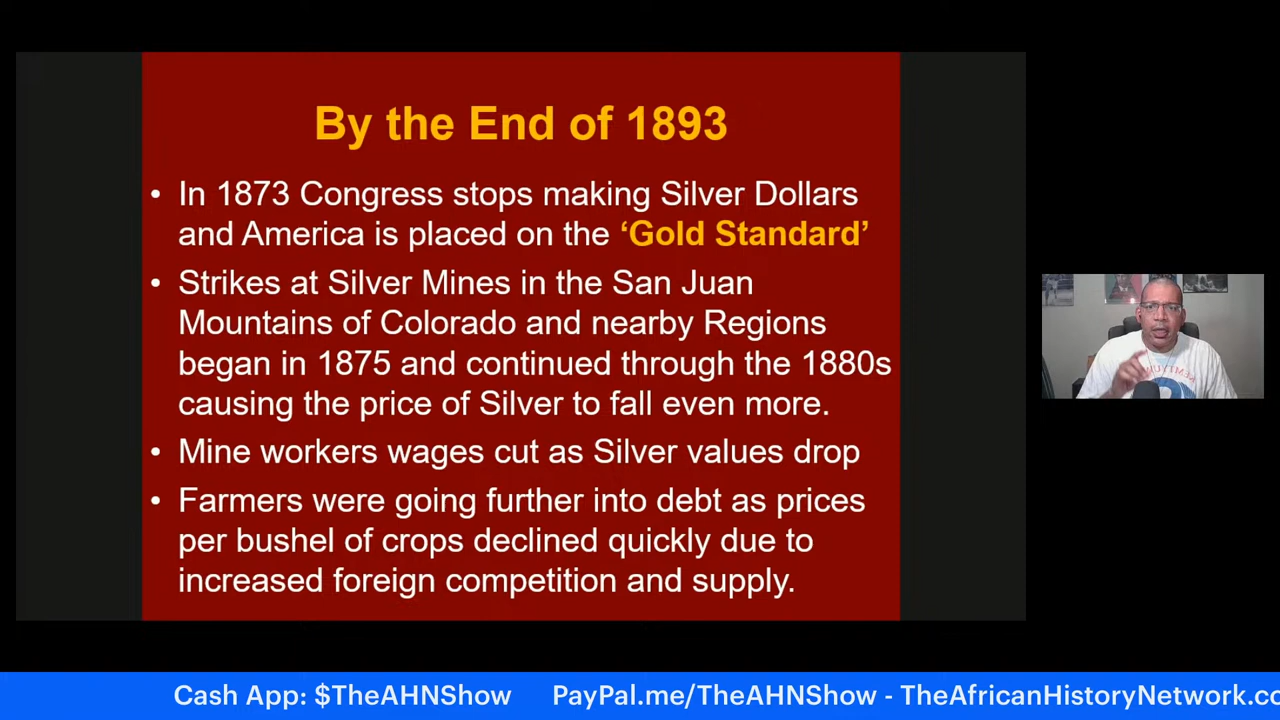 By the End of 1893
• In 1873 Congress stops making Silver Dollars
and America is placed on the ‘Gold Standard’
• Strikes at Silver Mines in the San Juan
Mountains of Colorado and nearby Regions
began in 1875 and continued through the 1880s
causing the price of Silver to fall even more.
• Mine workers wages cut as Silver values drop
• Farmers were going further into debt as prices
per bushel of crops declined quickly due to
increased foreign competition and supply.
Cash App: $TheAHNShow PayPal.me/TheAHNShow - TheAfricanHistoryNetwork.co